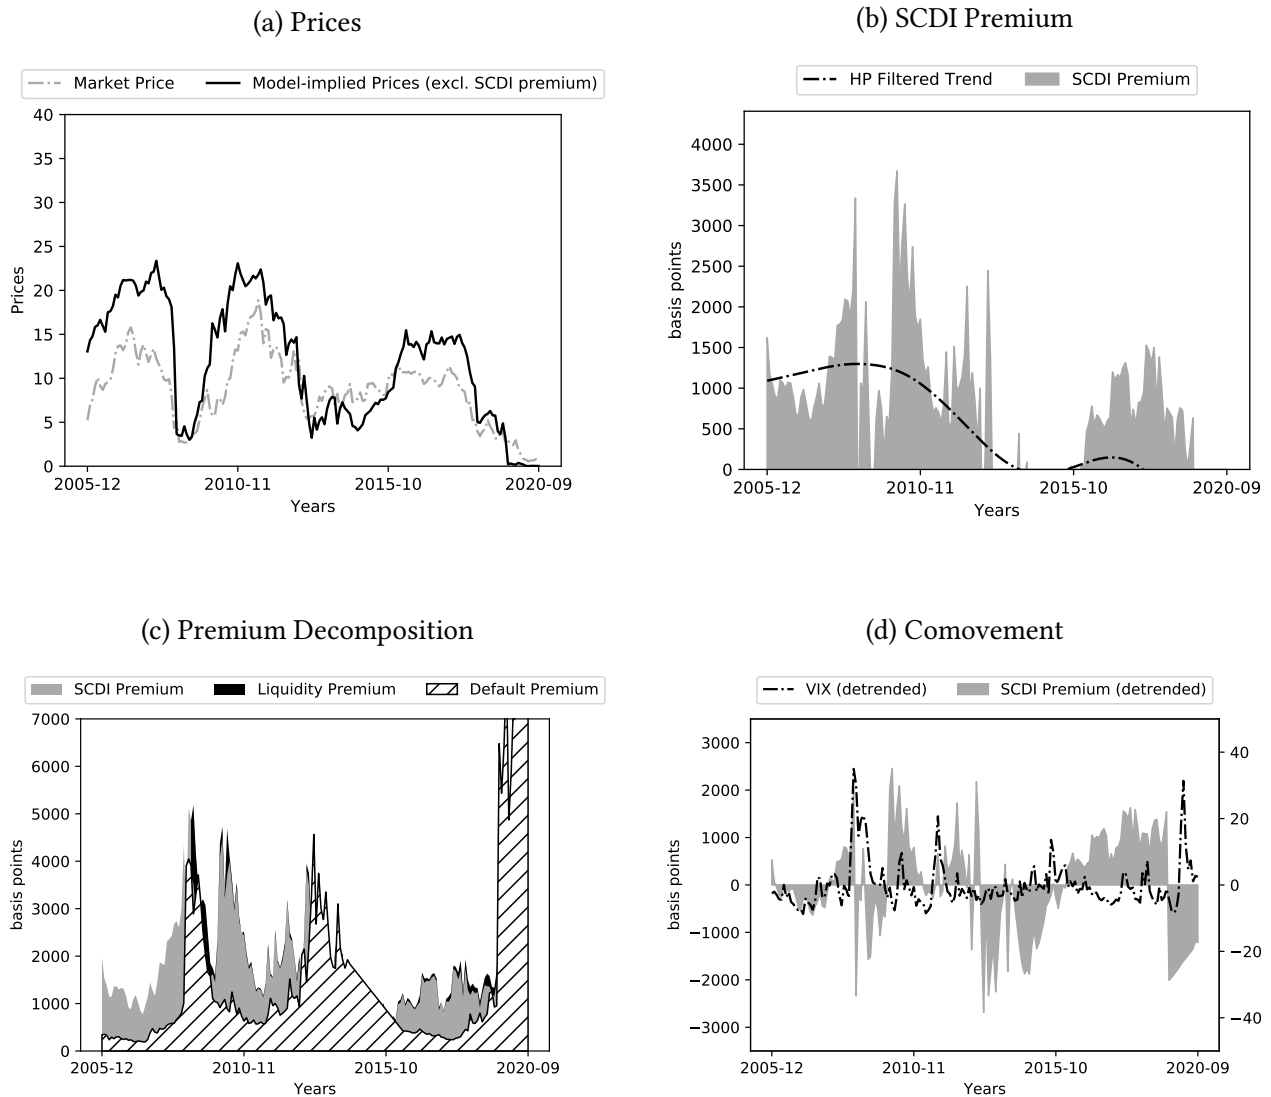 (a) Prices
Market Price
Model-implied Prices (excl. SCDI premium)
40
35
30
25
20
15
10
5
0
Prices
2005-12
2010-11
2015-10
2020-09
Years
(b) SCDI Premium
HP Filtered Trend
SCDI Premium
4000
3500
3000
2500
2000
1500
1000
500
0
basis points
2005-12
2010-11
2015-10
2020-09
Years
(c) Premium Decomposition
SCDI Premium
Liquidity Premium
Default Premium
7000
6000
5000
4000
3000
2000
1000
0
basis points
2005-12
2010-11
2015-10
2020-09
Years
(d) Comovement
VIX (detrended)
SCDI Premium (detrended)
3000
2000
1000
0
−1000
−2000
−3000
basis points
40
20
0
−20
−40
2005-12
2010-11
2015-10
2020-09
Years